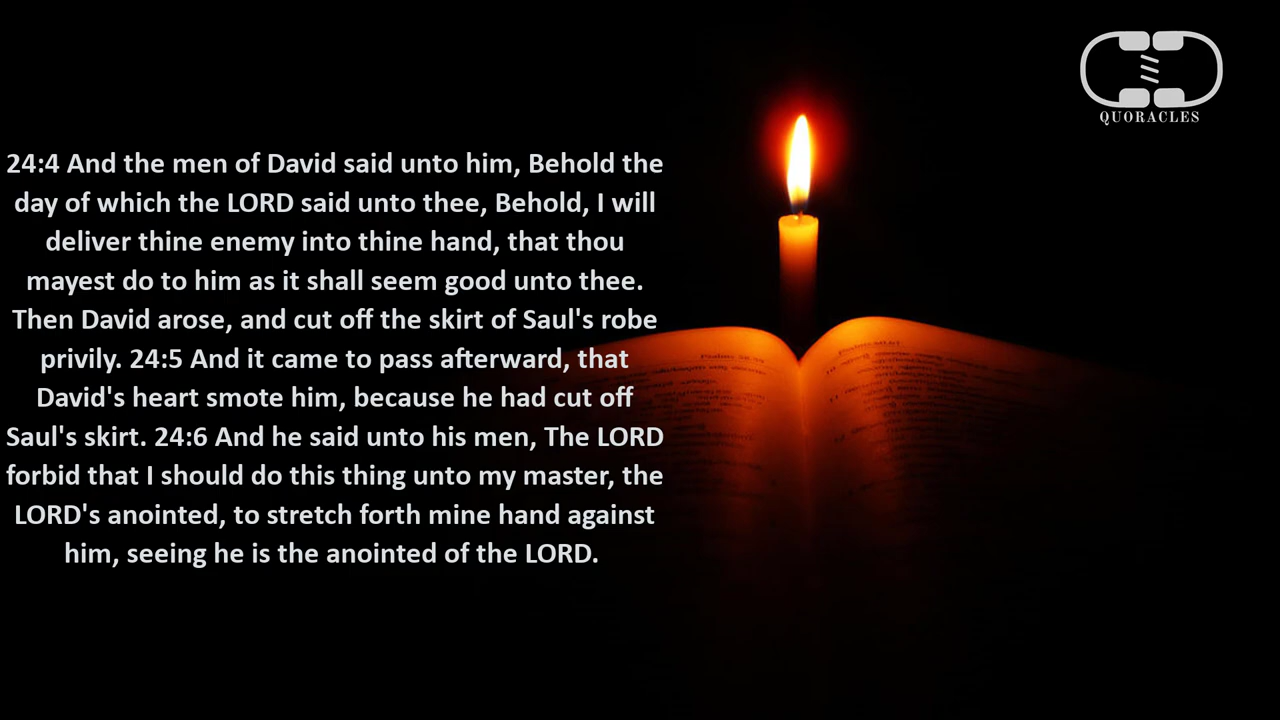 QUORACLES
24:4 And the men of David said unto him, Behold the
day of which the LORD said unto thee, Behold, I will
deliver thine enemy into thine hand, that thou
mayest do to him as it shall seem good unto thee.
Then David arose, and cut off the skirt of Saul's robe
privily. 24:5 And it came to pass afterward, that
David's heart smote him, because he had cut off
Saul's skirt. 24:6 And he said unto his men, The LORD
forbid that I should do this thing unto my master, the
LORD's anointed, to stretch forth mine hand against
him, seeing he is the anointed of the LORD.